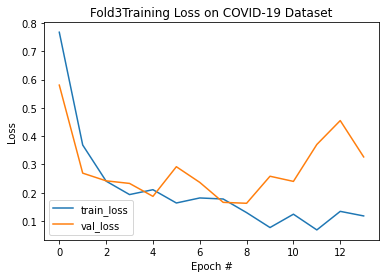 Fold3Training Loss on COVID-19 Dataset
0.8
0.7
0.6
0.5
0.4
0.3
0.2
0.1
Loss
train_loss
val_loss
0 2 4 6 8 10 12
Epoch #